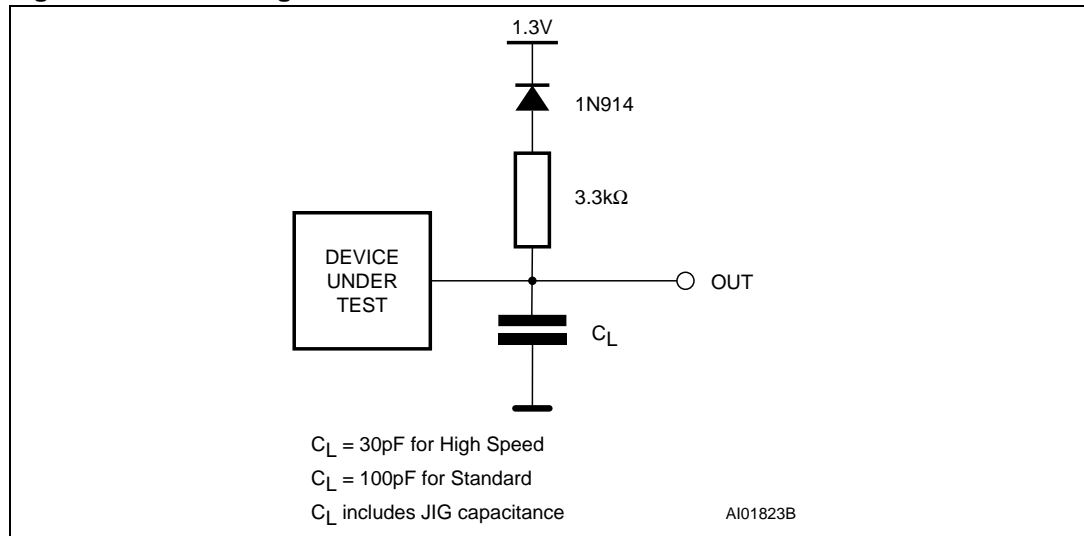 1.3V
1N914
3.3kΩ
DEVICE
UNDER
TEST
OUT
CL
CL = 30pF for High Speed
CL = 100pF for Standard
CL includes JIG capacitance
AI01823B